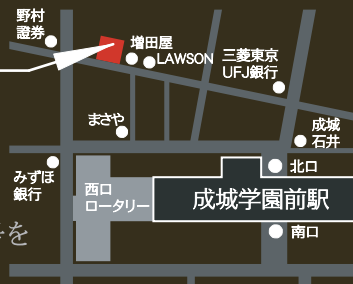 野村
證券
増田屋
LAWSON
三菱東京
UFJ銀行
まさや
成城
石井
みずほ
銀行
西口
ロータリー
北口
成城学園前駅
南口
を